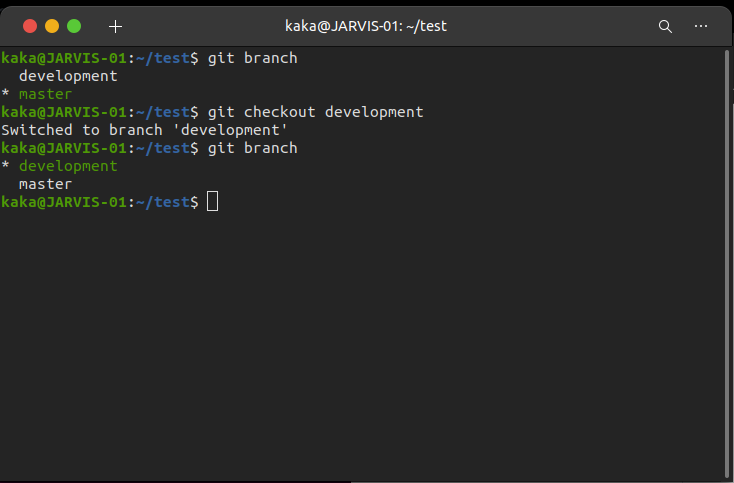 kaka@JARVIS-01: ~/test
kaka@JARVIS-01:~/test$ git branch
  development
* master
kaka@JARVIS-01:~/test$ git checkout development
Switched to branch 'development'
kaka@JARVIS-01:~/test$ git branch
* development
  master
kaka@JARVIS-01:~/test$